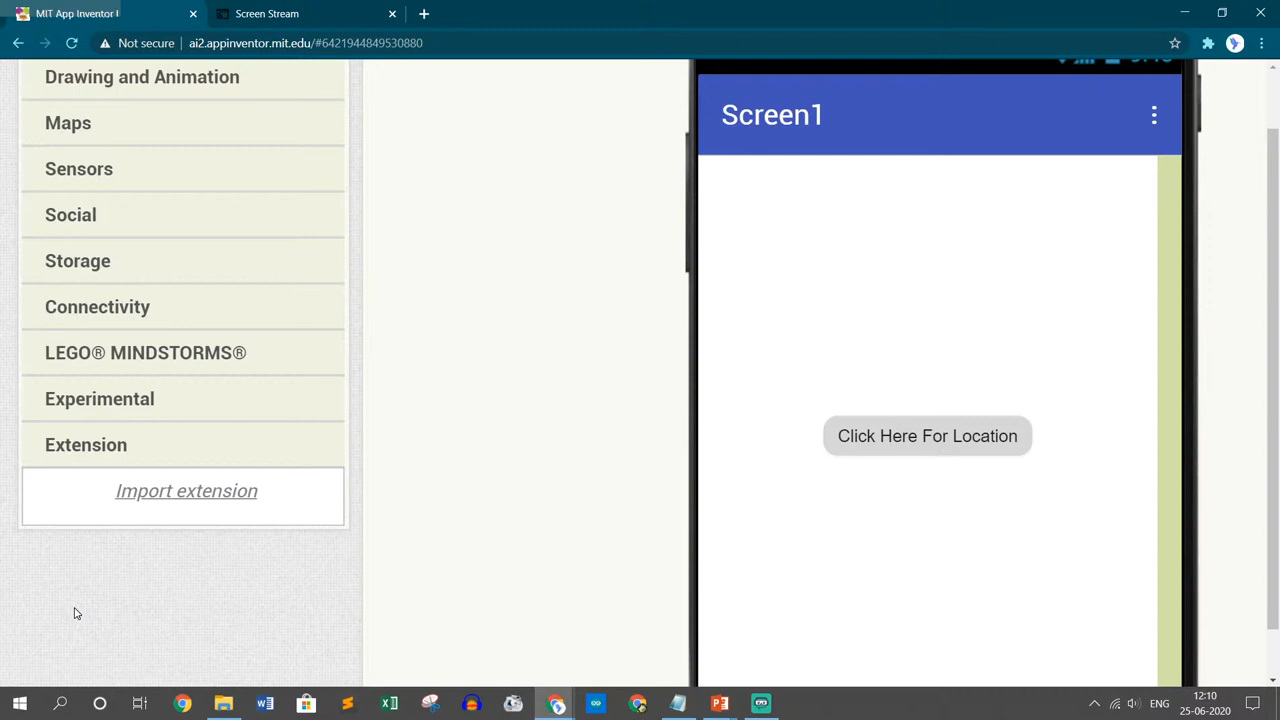 MIT App Inventor
Screen Stream
Not secure
ai2.appinventor.mit.edu/#6421944849530880
Drawing and Animation
Maps
Sensors
Social
Storage
Connectivity
LEGO® MINDSTORMS®
Experimental
Extension
Import extension
Screen1
Click Here For Location
ENG
12:10
25-06-2020